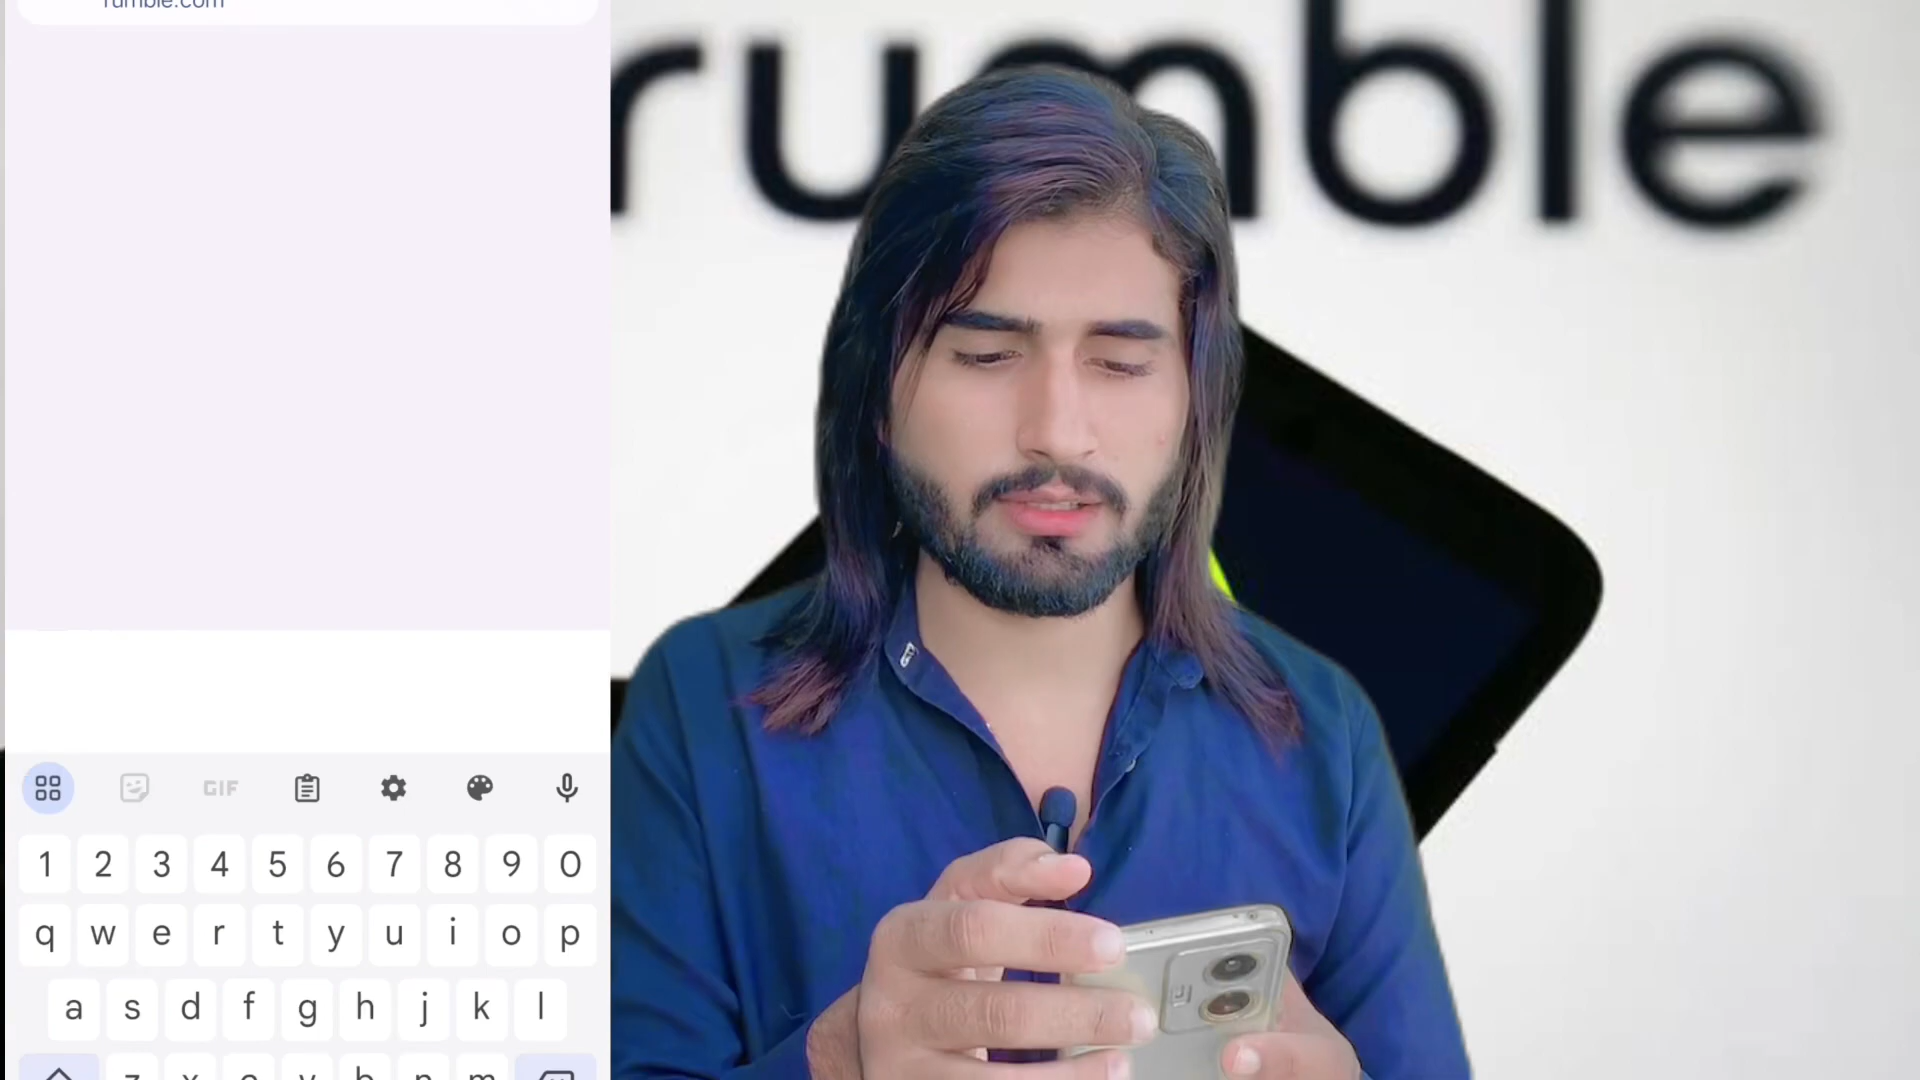 rumble.com
rumble
GIF
1 2 3 4 5 6 7 8 9 0
q w e r t y u i o p
a s d f g h j k l
z x c v b n m